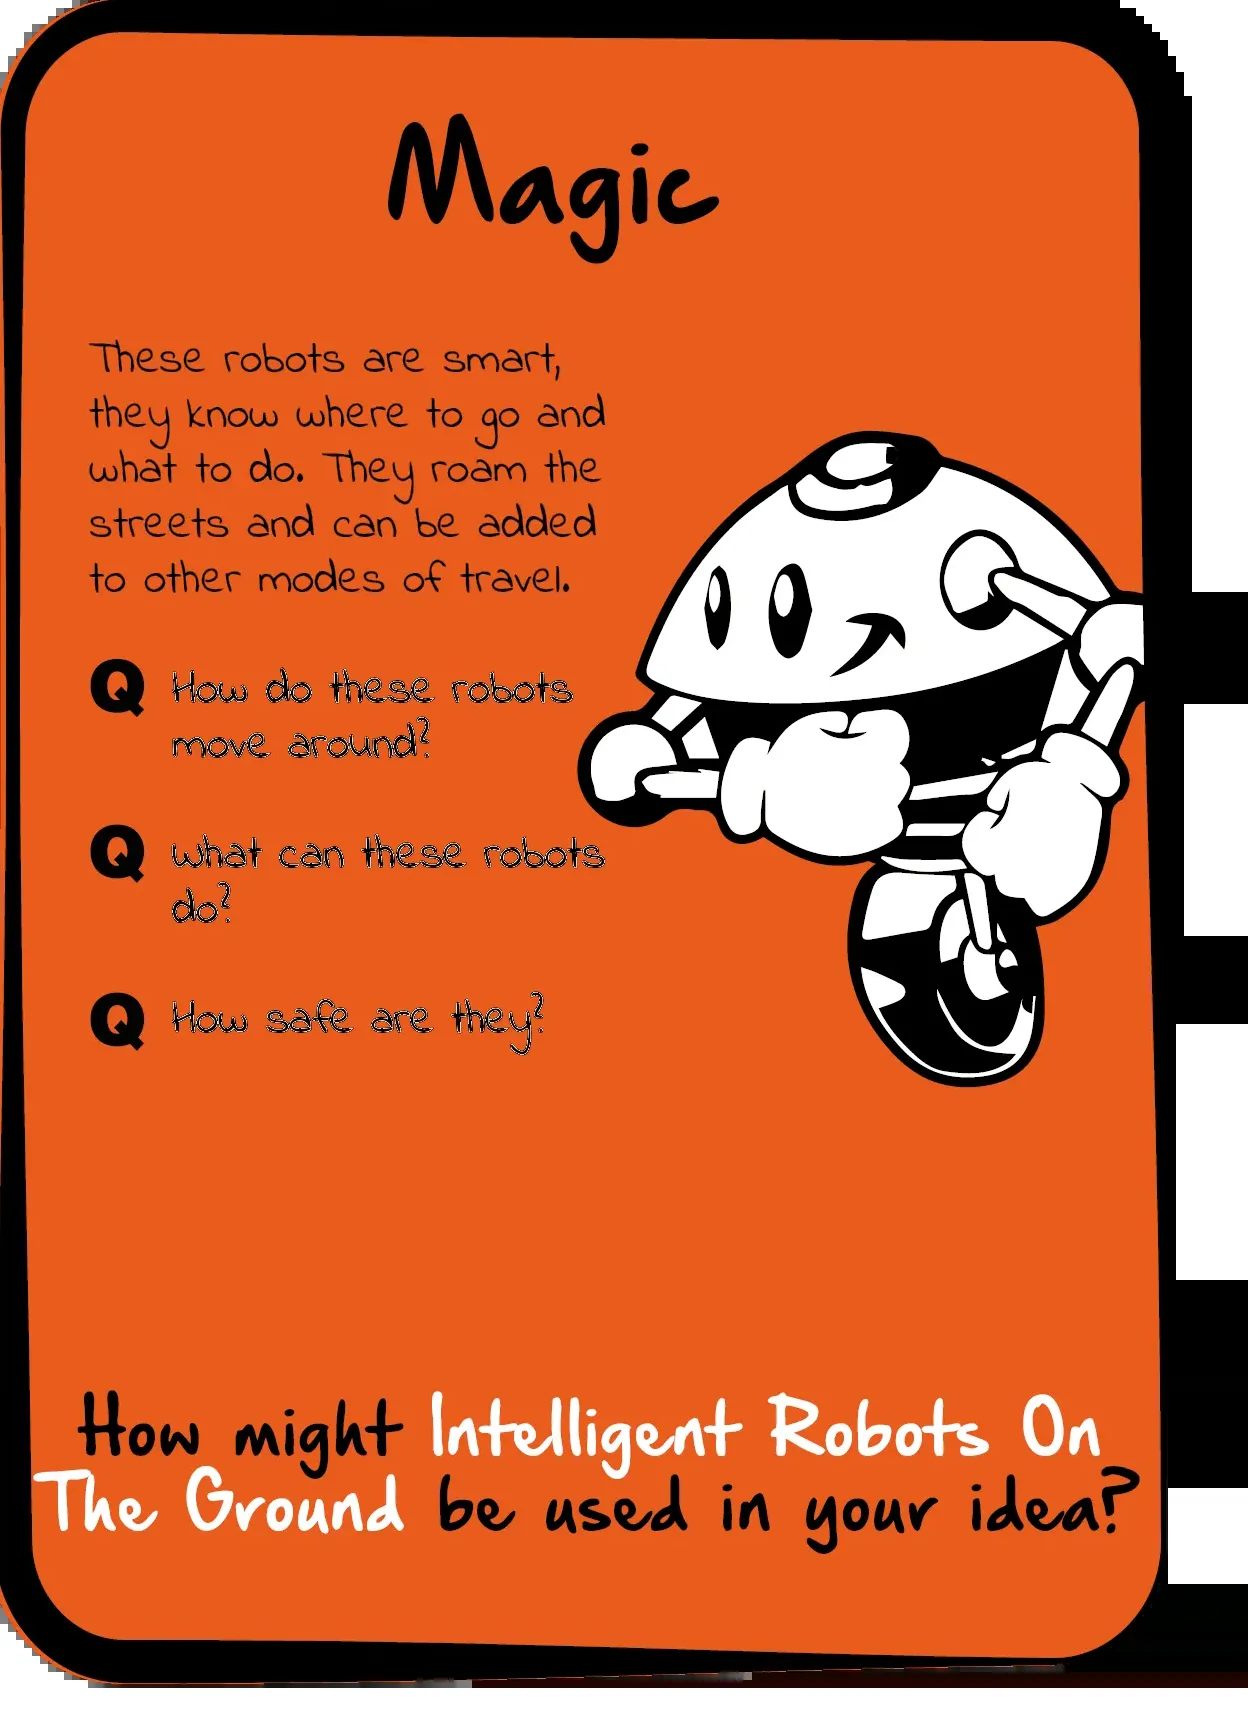 Magic
These robots are smart,
they know where to go and
what to do. They roam the
streets and can be added
to other modes of travel.
Q How do these robots
move around?
Q what can these robots
do?
Q How safe are they?
How might Intelligent Robots On
The Ground be used in your idea?